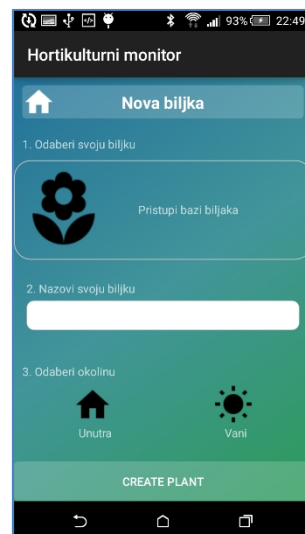 93% 22:49
Hortikulturni monitor
Nova biljka
1. Odaberi svoju biljku
Pristupi bazi biljaka
2. Nazovi svoju biljku
3. Odaberi okolinu
Unutra Vani
CREATE PLANT